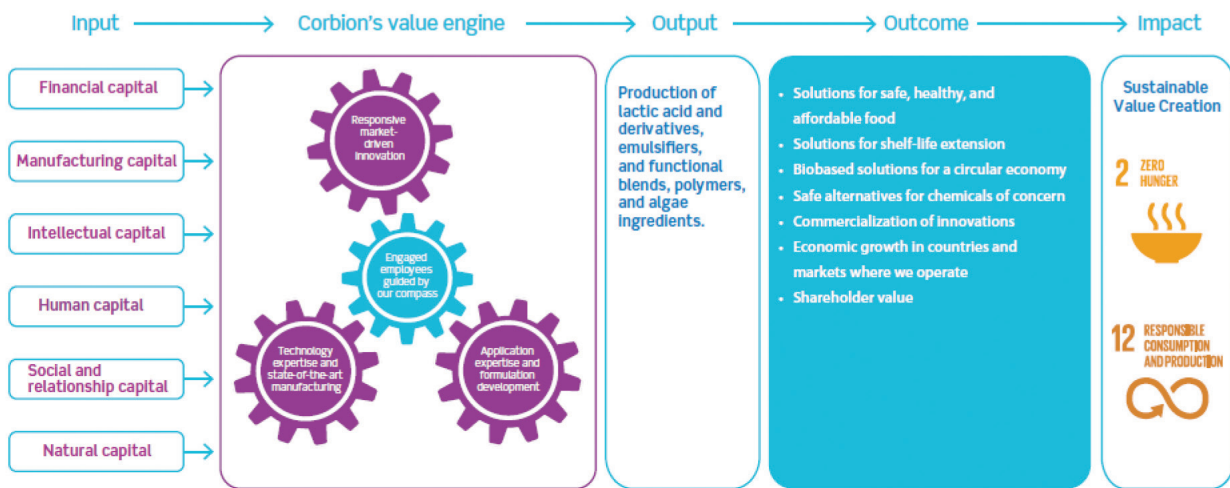 Input
Corbion's value engine
Output
Outcome
Impact
Financial capital
Manufacturing capital
Intellectual capital
Human capital
Social and
relationship capital
Natural capital
Responsive
market-
driven
innovation
Engaged
employees
guided by
our compass
Technology
expertise and
state-of-the-art
manufacturing
Application
expertise and
formulation
development
Production of
lactic acid and
derivatives,
emulsifiers,
and functional
blends, polymers,
and algae
ingredients.
• Solutions for safe, healthy, and
affordable food
• Solutions for shelf-life extension
• Biobased solutions for a circular economy
• Safe alternatives for chemicals of concern
• Commercialization of innovations
• Economic growth in countries and
markets where we operate
• Shareholder value
Sustainable
Value Creation
2 ZERO
HUNGER
12 RESPONSIBLE
CONSUMPTION
AND PRODUCTION